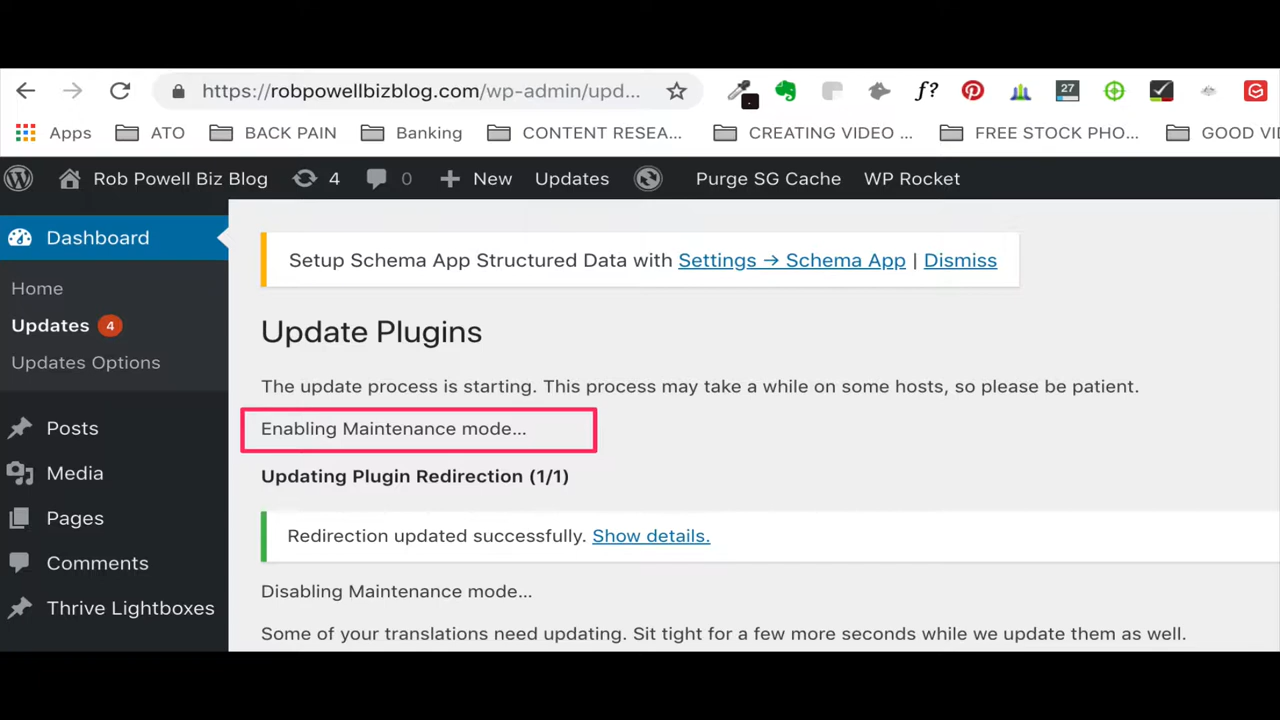 https://robpowellbizblog.com/wp-admin/upd...
f?
27
Apps
ATO
BACK PAIN
Banking
CONTENT RESEA...
CREATING VIDEO ...
FREE STOCK PHO...
GOOD VI
Rob Powell Biz Blog
4
0
New
Updates
Purge SG Cache
WP Rocket
Dashboard
Setup Schema App Structured Data with Settings → Schema App | Dismiss
Home
Updates 4
Updates Options
Posts
Media
Pages
Comments
Thrive Lightboxes
Update Plugins
The update process is starting. This process may take a while on some hosts, so please be patient.
Enabling Maintenance mode...
Updating Plugin Redirection (1/1)
Redirection updated successfully. Show details.
Disabling Maintenance mode...
Some of your translations need updating. Sit tight for a few more seconds while we update them as well.